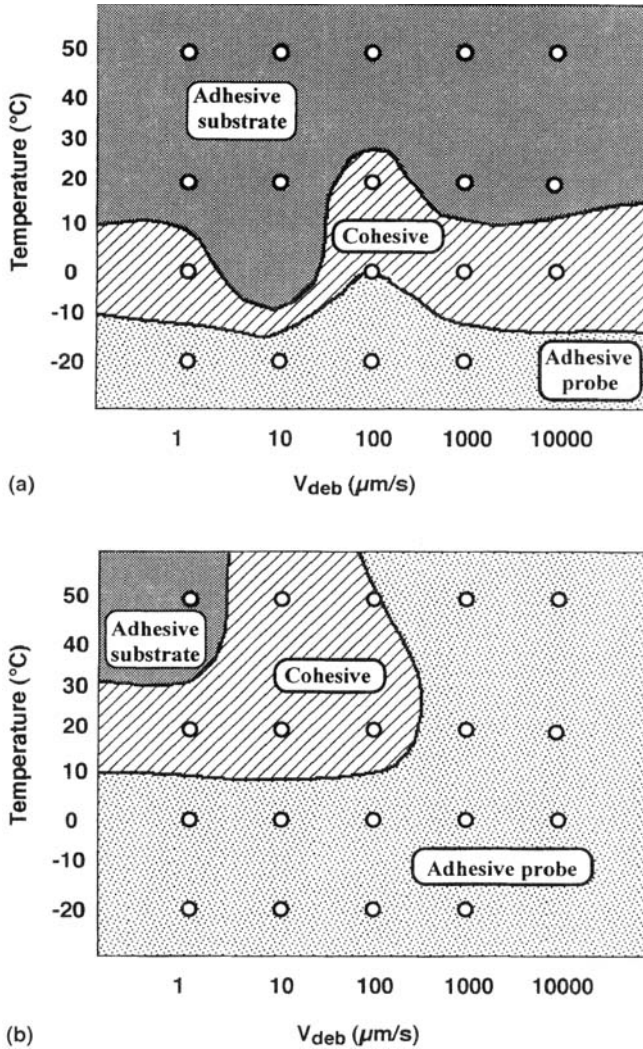 50
40
30
20
10
0
-10
-20
Temperature (°C)
Adhesive
substrate
Cohesive
Adhesive
probe
1 10 100 1000 10000
(a)
V_deb (µm/s)
50
40
30
20
10
0
-10
-20
Temperature (°C)
Adhesive
substrate
Cohesive
Adhesive probe
1 10 100 1000 10000
(b)
V_deb (µm/s)